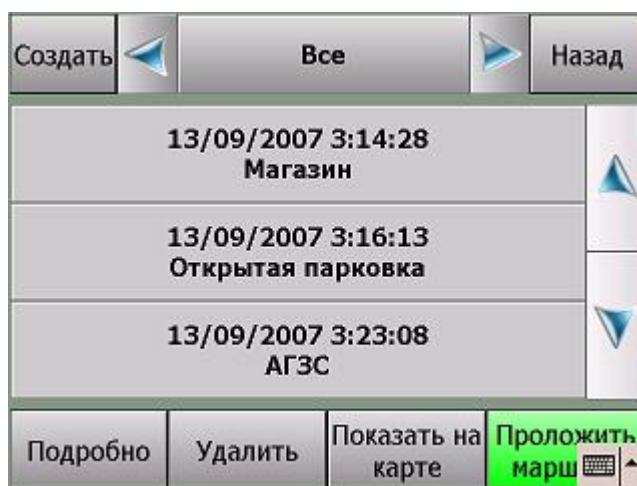 Создать
Все
Назад
13/09/2007 3:14:28
Магазин
13/09/2007 3:16:13
Открытая парковка
13/09/2007 3:23:08
АГЗС
Подробно
Удалить
Показать на
карте
Проложить
марш